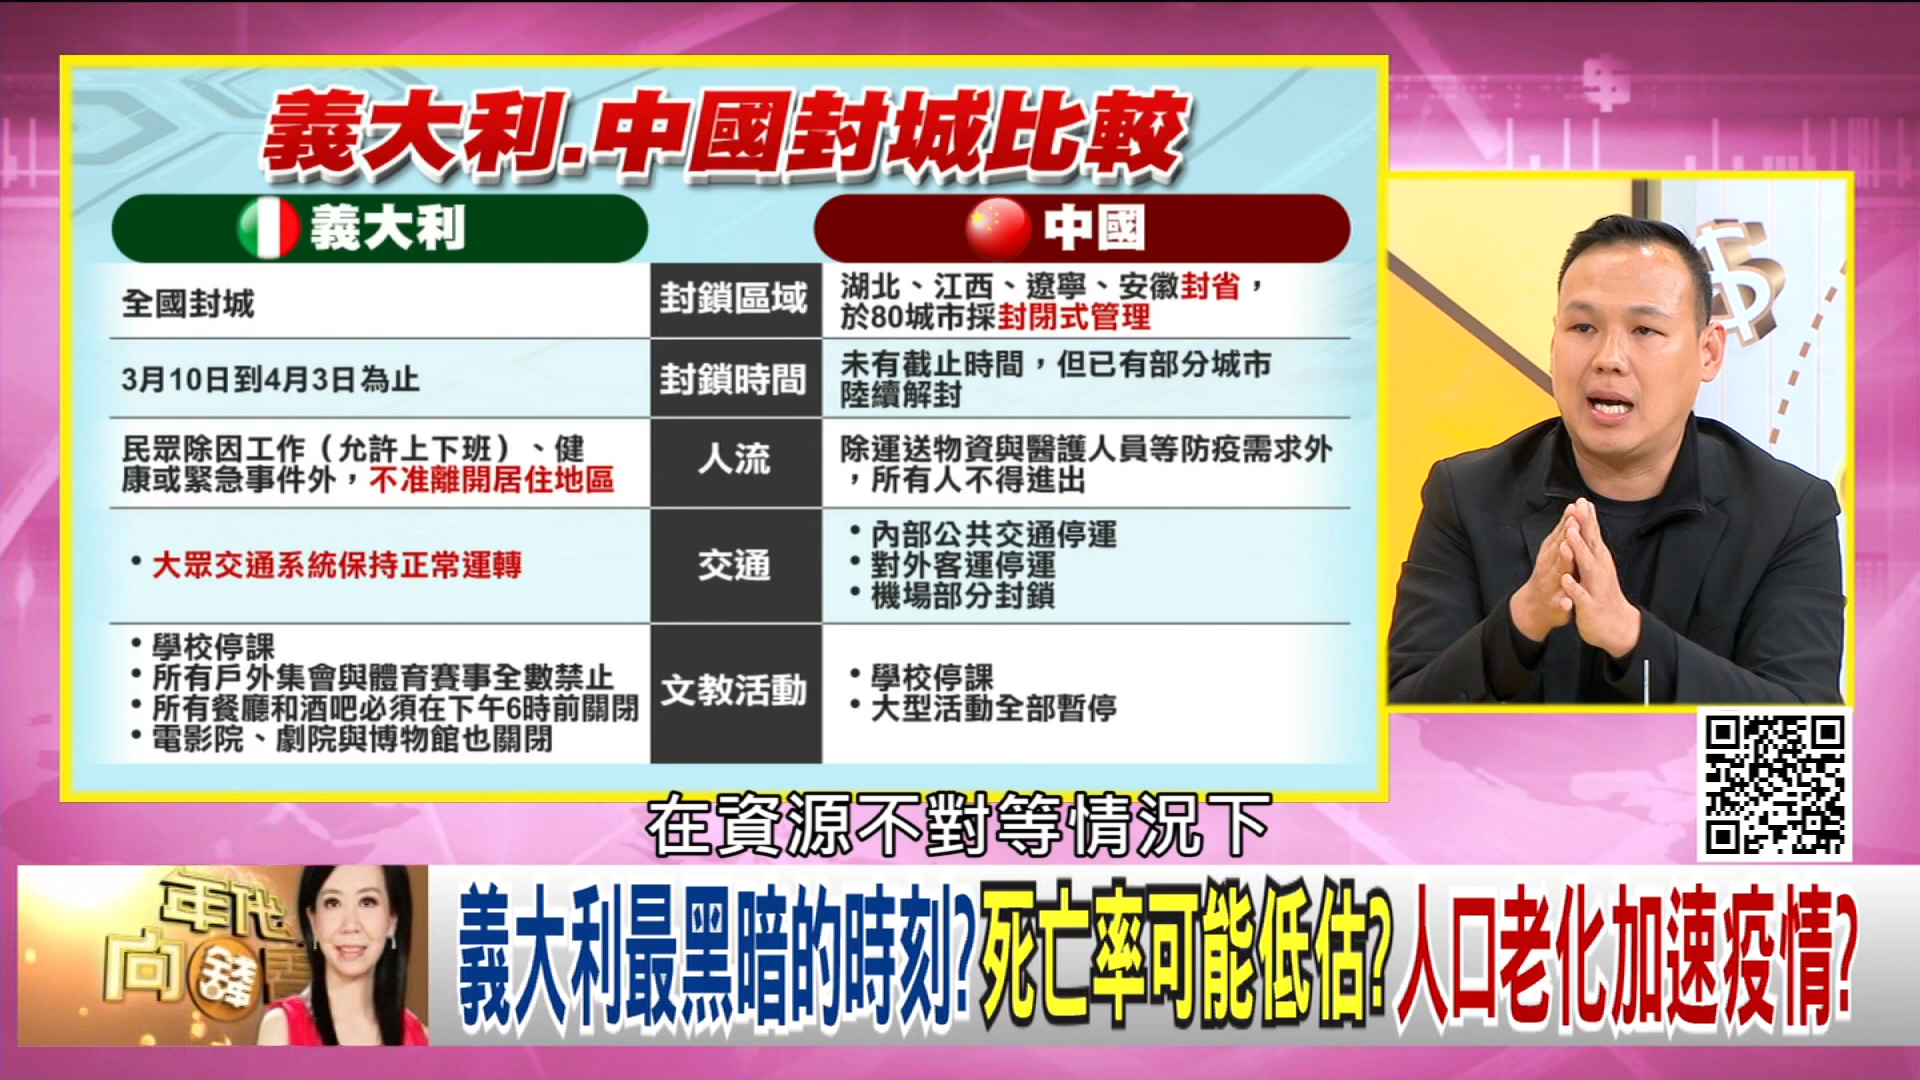 義大利.中國封城比較
義大利
中國
全國封城
封鎖區域
湖北、江西、遼寧、安徽封省，
於80城市採封閉式管理
3月10日到4月3日為止
封鎖時間
未有截止時間，但已有部分城市
陸續解封
民眾除因工作（允許上下班）、健
康或緊急事件外，不准離開居住地區
人流
除運送物資與醫護人員等防疫需求外
，所有人不得進出
•大眾交通系統保持正常運轉
交通
•內部公共交通停運
•對外客運停運
•機場部分封鎖
•學校停課
•所有戶外集會與體育賽事全數禁止
•所有餐廳和酒吧必須在下午6時前關閉
•電影院、劇院與博物館也關閉
文教活動
•學校停課
•大型活動全部暫停
在資源不對等情況下
年代
向錢看
義大利最黑暗的時刻?死亡率可能低估?人口老化加速疫情?